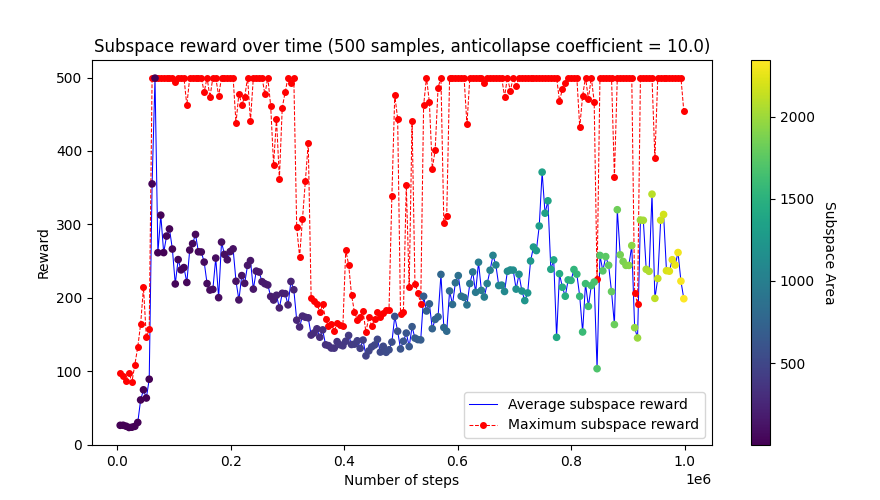 Subspace reward over time (500 samples, anticollapse coefficient = 10.0)
Reward
500
400
300
200
100
0
0.0
0.2
0.4
0.6
0.8
1.0
1e6
Number of steps
Average subspace reward
Maximum subspace reward
2000
1500
1000
500
Subspace Area